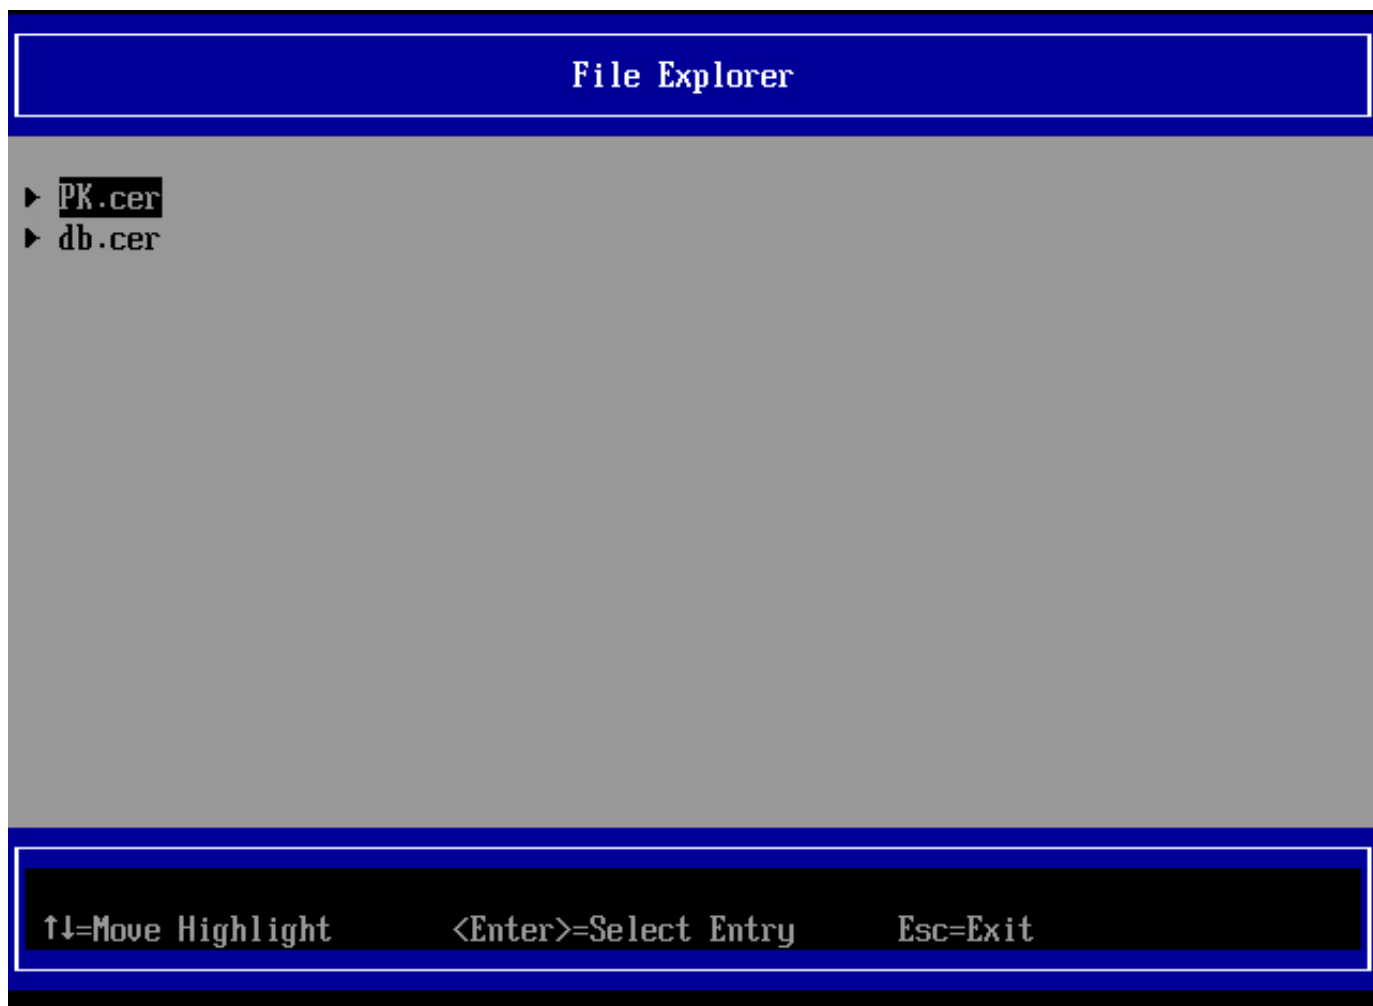 File Explorer
PK.cer
db.cer
↑↓=Move Highlight <Enter>=Select Entry Esc=Exit